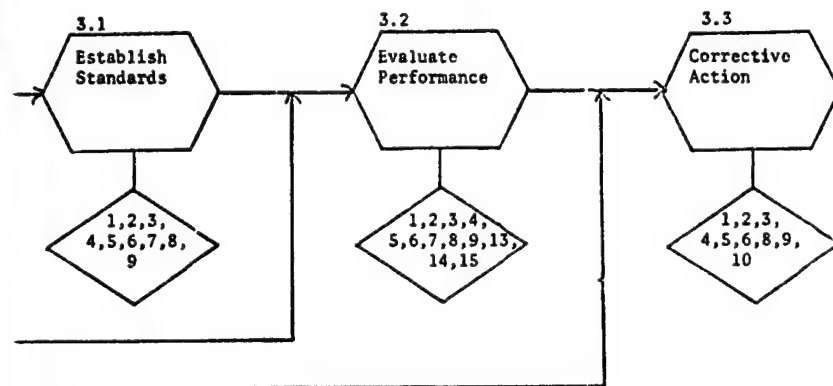 3.1
Establish
Standards
1,2,3,
4,5,6,7,8,
9
3.2
Evaluate
Performance
1,2,3,4,
5,6,7,8,9,13,
14,15
3.3
Corrective
Action
1,2,3
4,5,6,8,9,
10